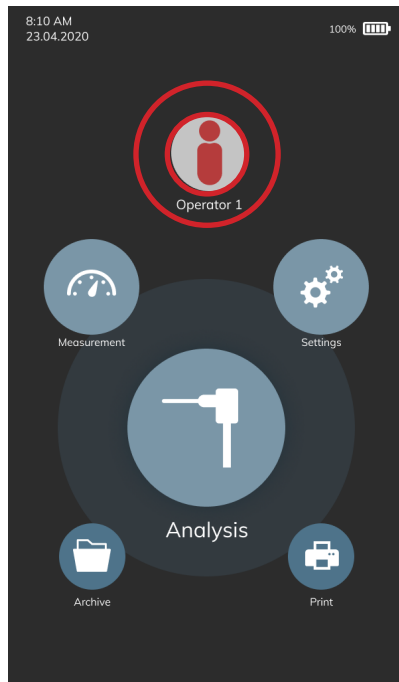 8:10 AM
23.04.2020
100%
Operator 1
Measurement
Settings
Analysis
Archive
Print